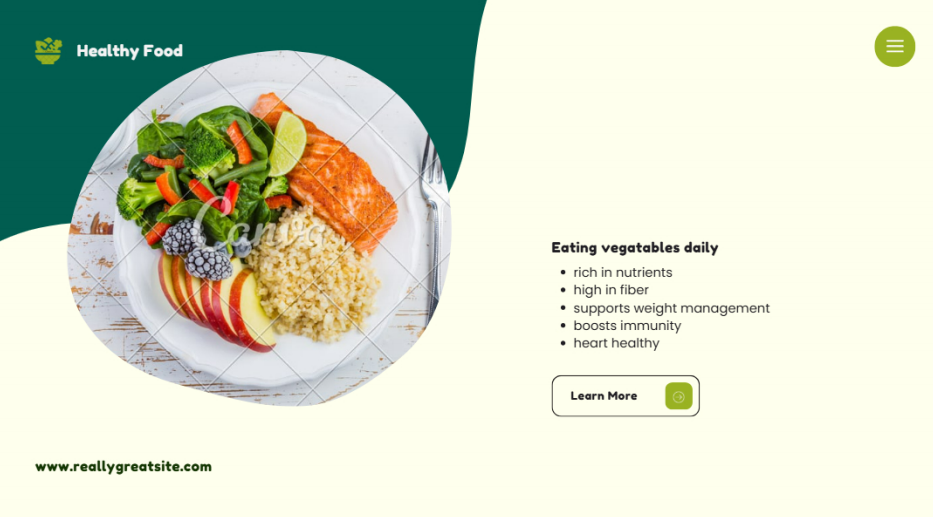 Healthy Food
Canva
Eating vegatables daily
rich in nutrients
high in fiber
supports weight management
boosts immunity
heart healthy
Learn More
www.reallygreatsite.com